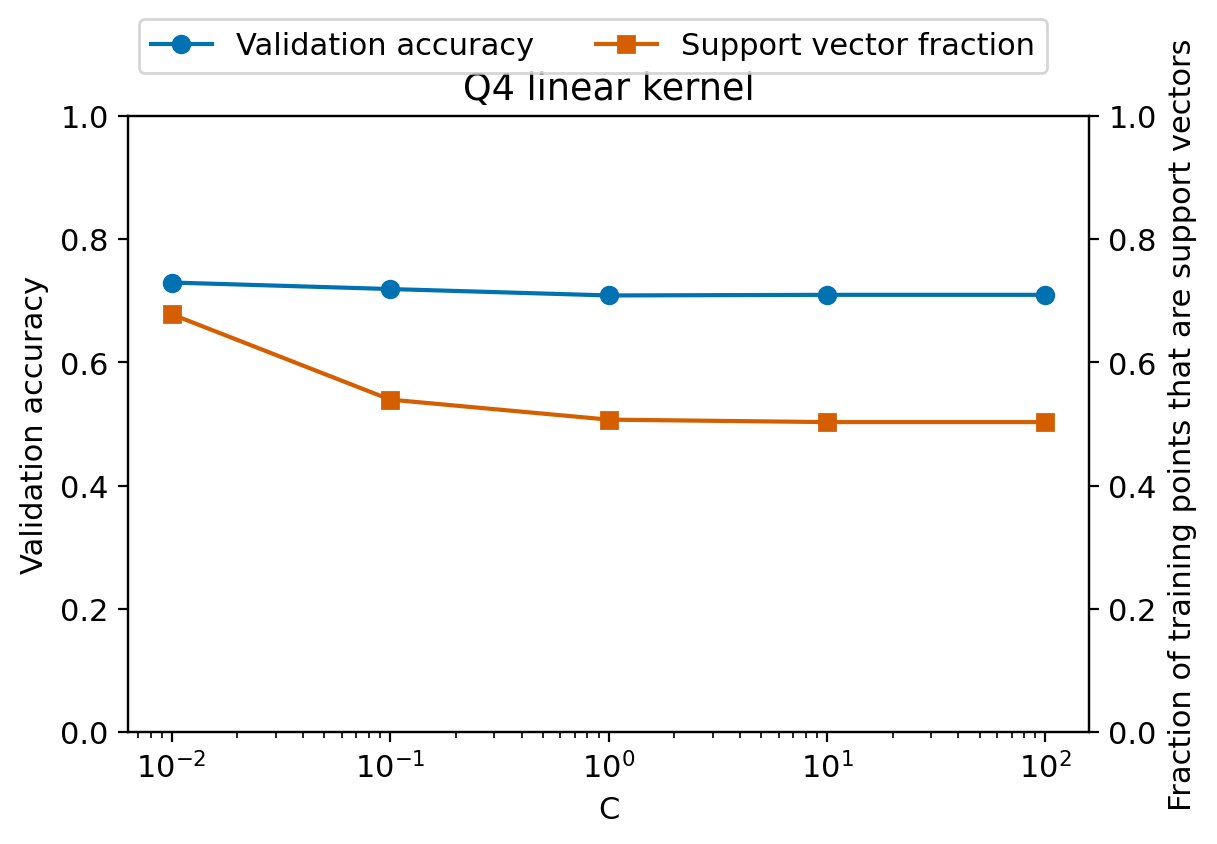 Validation accuracy
Support vector fraction
Q4 linear kernel
1.0
0.8
0.6
0.4
0.2
0.0
Validation accuracy
1.0
0.8
0.6
0.4
0.2
0.0
Fraction of training points that are support vectors
10⁻²
10⁻¹
10⁰
10¹
10²
C